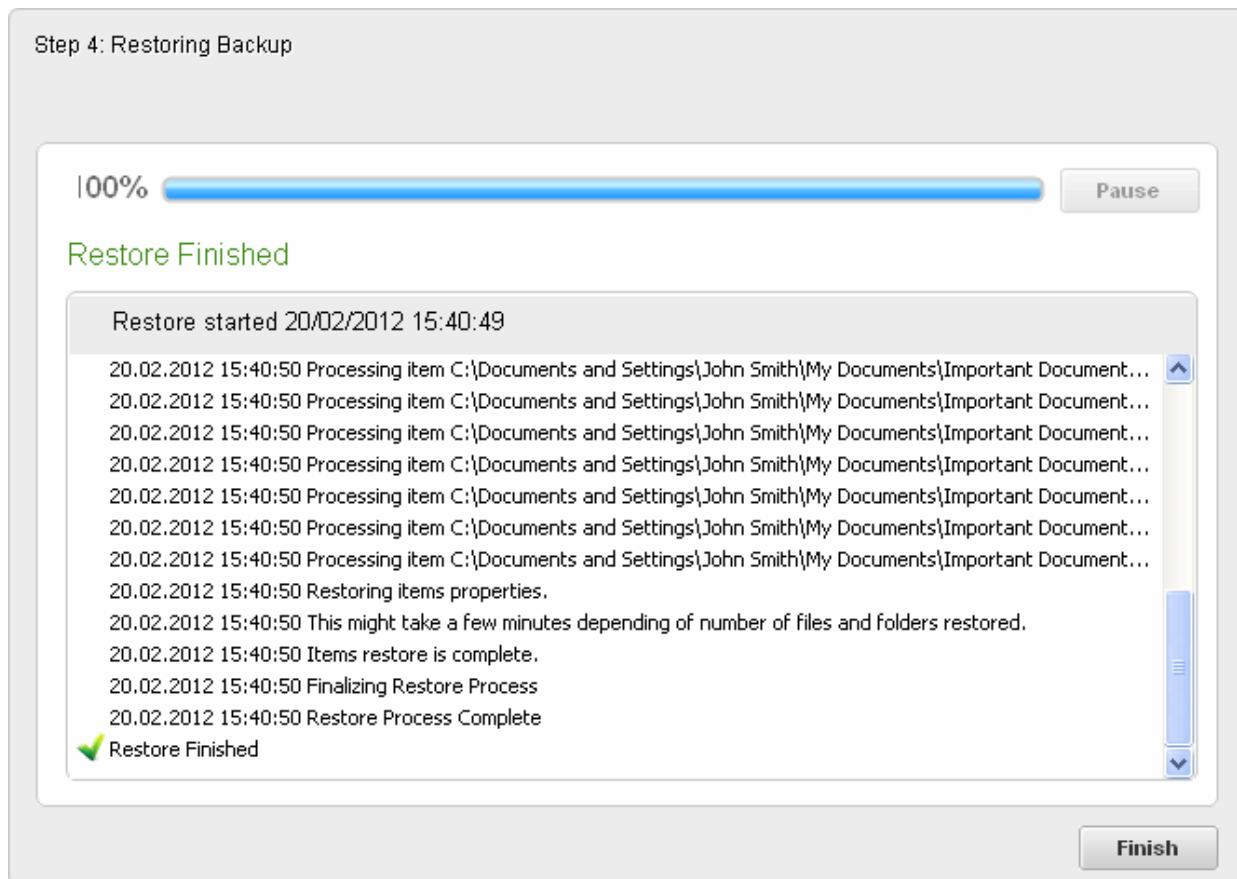 Step 4: Restoring Backup
100%
Pause
Restore Finished
Restore started 20/02/2012 15:40:49
20.02.2012 15:40:50 Processing item C:\Documents and Settings\John Smith\My Documents\Important Document...
20.02.2012 15:40:50 Processing item C:\Documents and Settings\John Smith\My Documents\Important Document...
20.02.2012 15:40:50 Processing item C:\Documents and Settings\John Smith\My Documents\Important Document...
20.02.2012 15:40:50 Processing item C:\Documents and Settings\John Smith\My Documents\Important Document...
20.02.2012 15:40:50 Processing item C:\Documents and Settings\John Smith\My Documents\Important Document...
20.02.2012 15:40:50 Processing item C:\Documents and Settings\John Smith\My Documents\Important Document...
20.02.2012 15:40:50 Processing item C:\Documents and Settings\John Smith\My Documents\Important Document...
20.02.2012 15:40:50 Restoring items properties.
20.02.2012 15:40:50 This might take a few minutes depending of number of files and folders restored.
20.02.2012 15:40:50 Items restore is complete.
20.02.2012 15:40:50 Finalizing Restore Process
20.02.2012 15:40:50 Restore Process Complete
Restore Finished
Finish